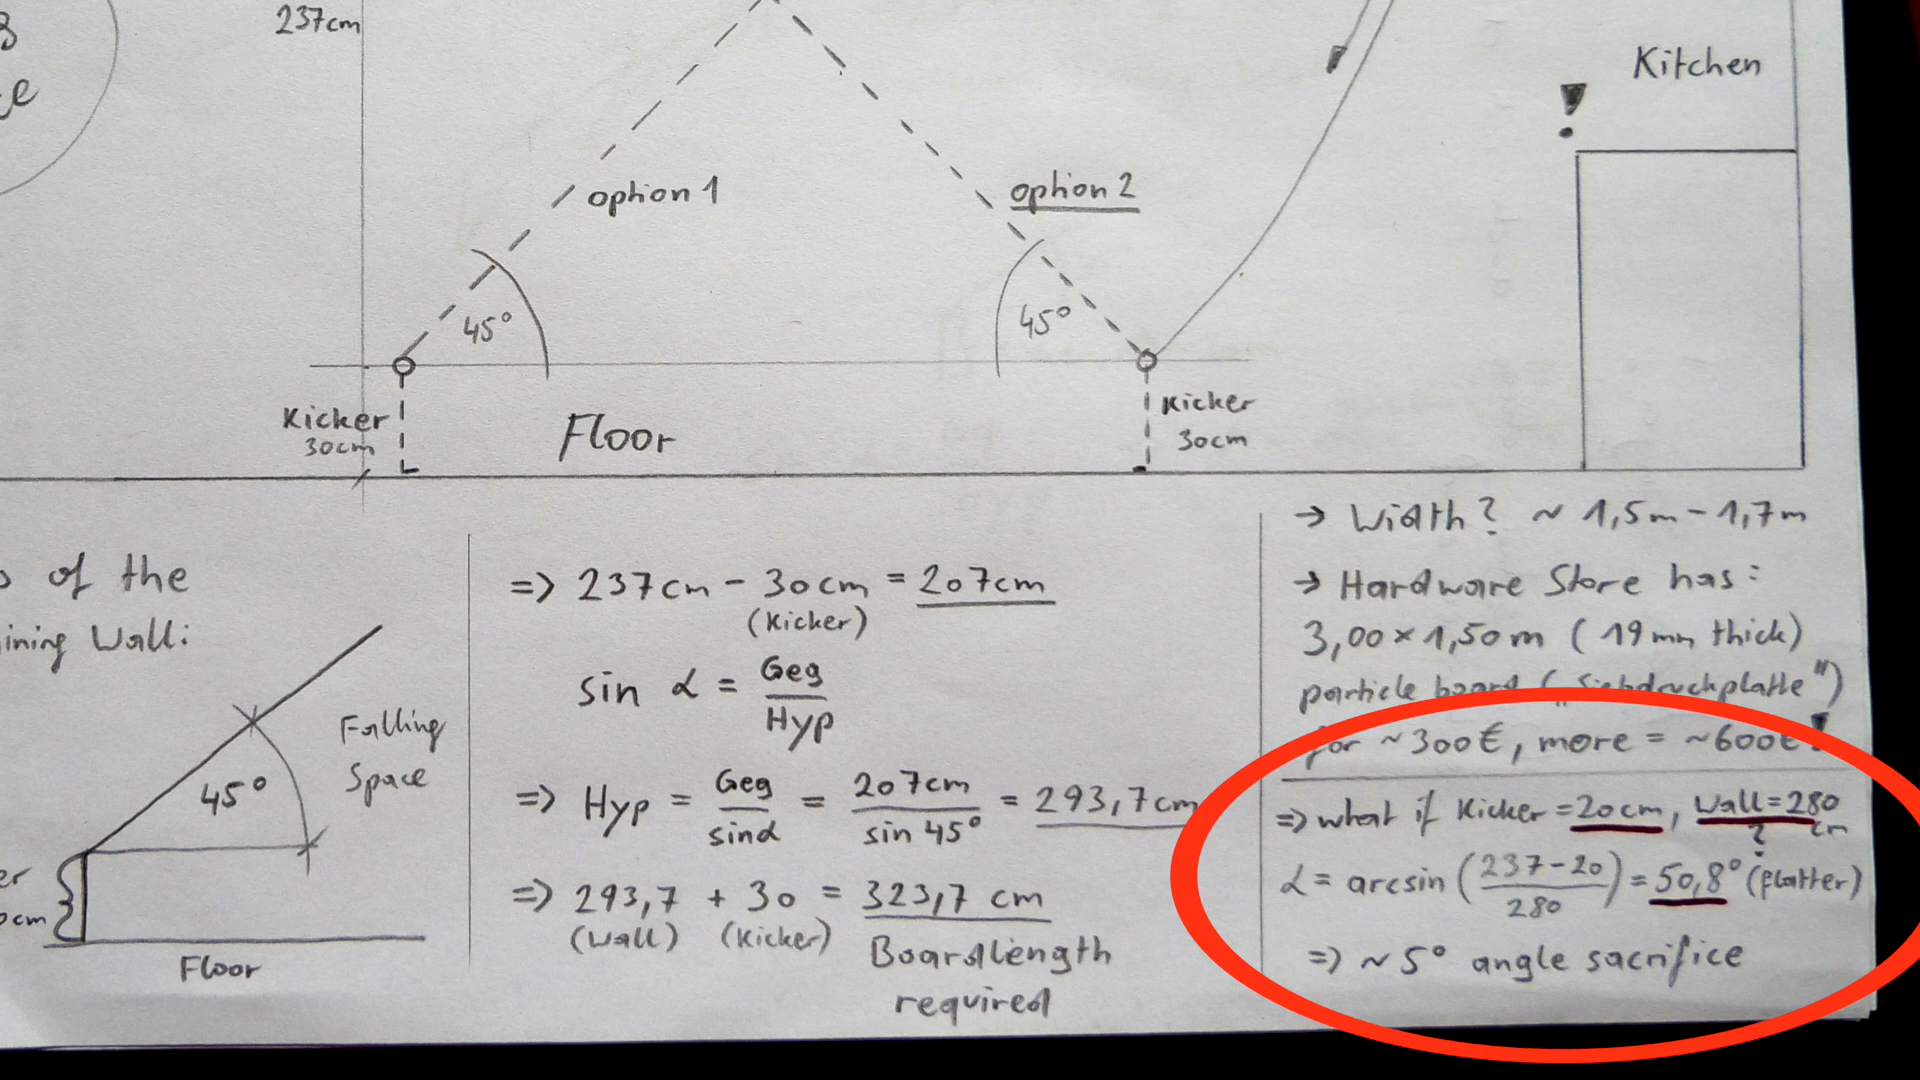 237cm
Kitchen
!
option 1
option 2
45°
45°
Kicker
30cm
Floor
Kicker
30cm
of the
Wall:
45°
Falling
Space
Floor
=> 237cm - 30cm = 207cm
(Kicker)
sin α = Geg / Hyp
=> Hyp = Geg / sinα = 207cm / sin 45° = 293,7cm
=> 293,7 + 30 = 323,7 cm
(Wall) (Kicker) Boardlength
required
→ Width? ~ 1,5m - 1,7m
→ Hardware Store has:
3,00 x 1,50m (19mm thick)
particle board („Siebdruckplatte")
for ~300€, more = ~600€!
=> what if Kicker = 20cm, Wall = 280 cm ?
α = arcsin (237-20 / 280) = 50,8° (flatter)
=> ~5° angle sacrifice